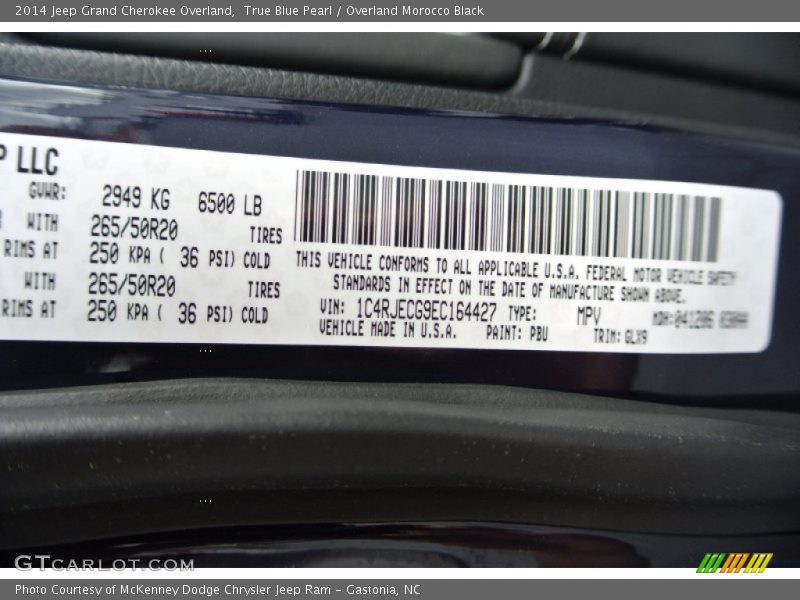 2014 Jeep Grand Cherokee Overland, True Blue Pearl / Overland Morocco Black
P LLC
GVWR: 2949 KG 6500 LB
WITH 265/50R20 TIRES
RIMS AT 250 KPA ( 36 PSI) COLD
WITH 265/50R20 TIRES
RIMS AT 250 KPA ( 36 PSI) COLD
THIS VEHICLE CONFORMS TO ALL APPLICABLE U.S.A. FEDERAL MOTOR VEHICLE SAFETY
STANDARDS IN EFFECT ON THE DATE OF MANUFACTURE SHOWN ABOVE.
VIN: 1C4RJECG9EC164427 TYPE: MPV
VEHICLE MADE IN U.S.A. PAINT: PBU TRIM: GLX9
GTCARLOT.COM
Photo Courtesy of McKenney Dodge Chrysler Jeep Ram – Gastonia, NC